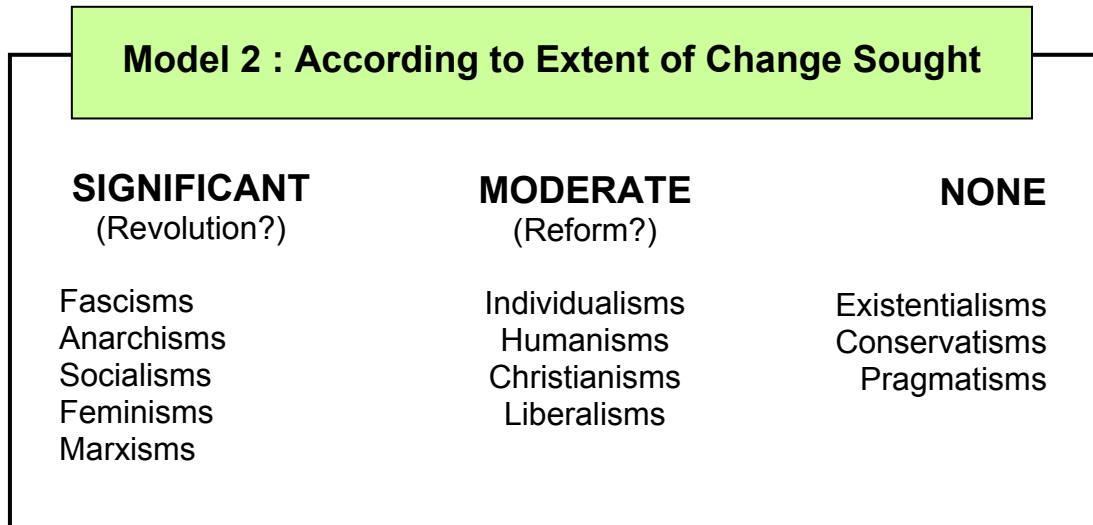 Model 2 : According to Extent of Change Sought
SIGNIFICANT
(Revolution?)
Fascisms
Anarchisms
Socialisms
Feminisms
Marxisms
MODERATE
(Reform?)
Individualisms
Humanisms
Christianisms
Liberalisms
NONE
Existentialisms
Conservatisms
Pragmatisms